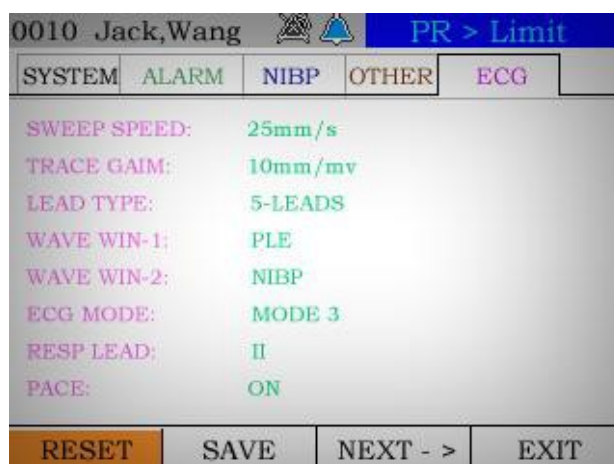 0010 Jack,Wang PR > Limit
SYSTEM ALARM NIBP OTHER ECG
SWEEP SPEED: 25mm/s
TRACE GAIM: 10mm/mv
LEAD TYPE: 5-LEADS
WAVE WIN-1: PLE
WAVE WIN-2: NIBP
ECG MODE: MODE 3
RESP LEAD: II
PACE: ON
RESET SAVE NEXT - > EXIT